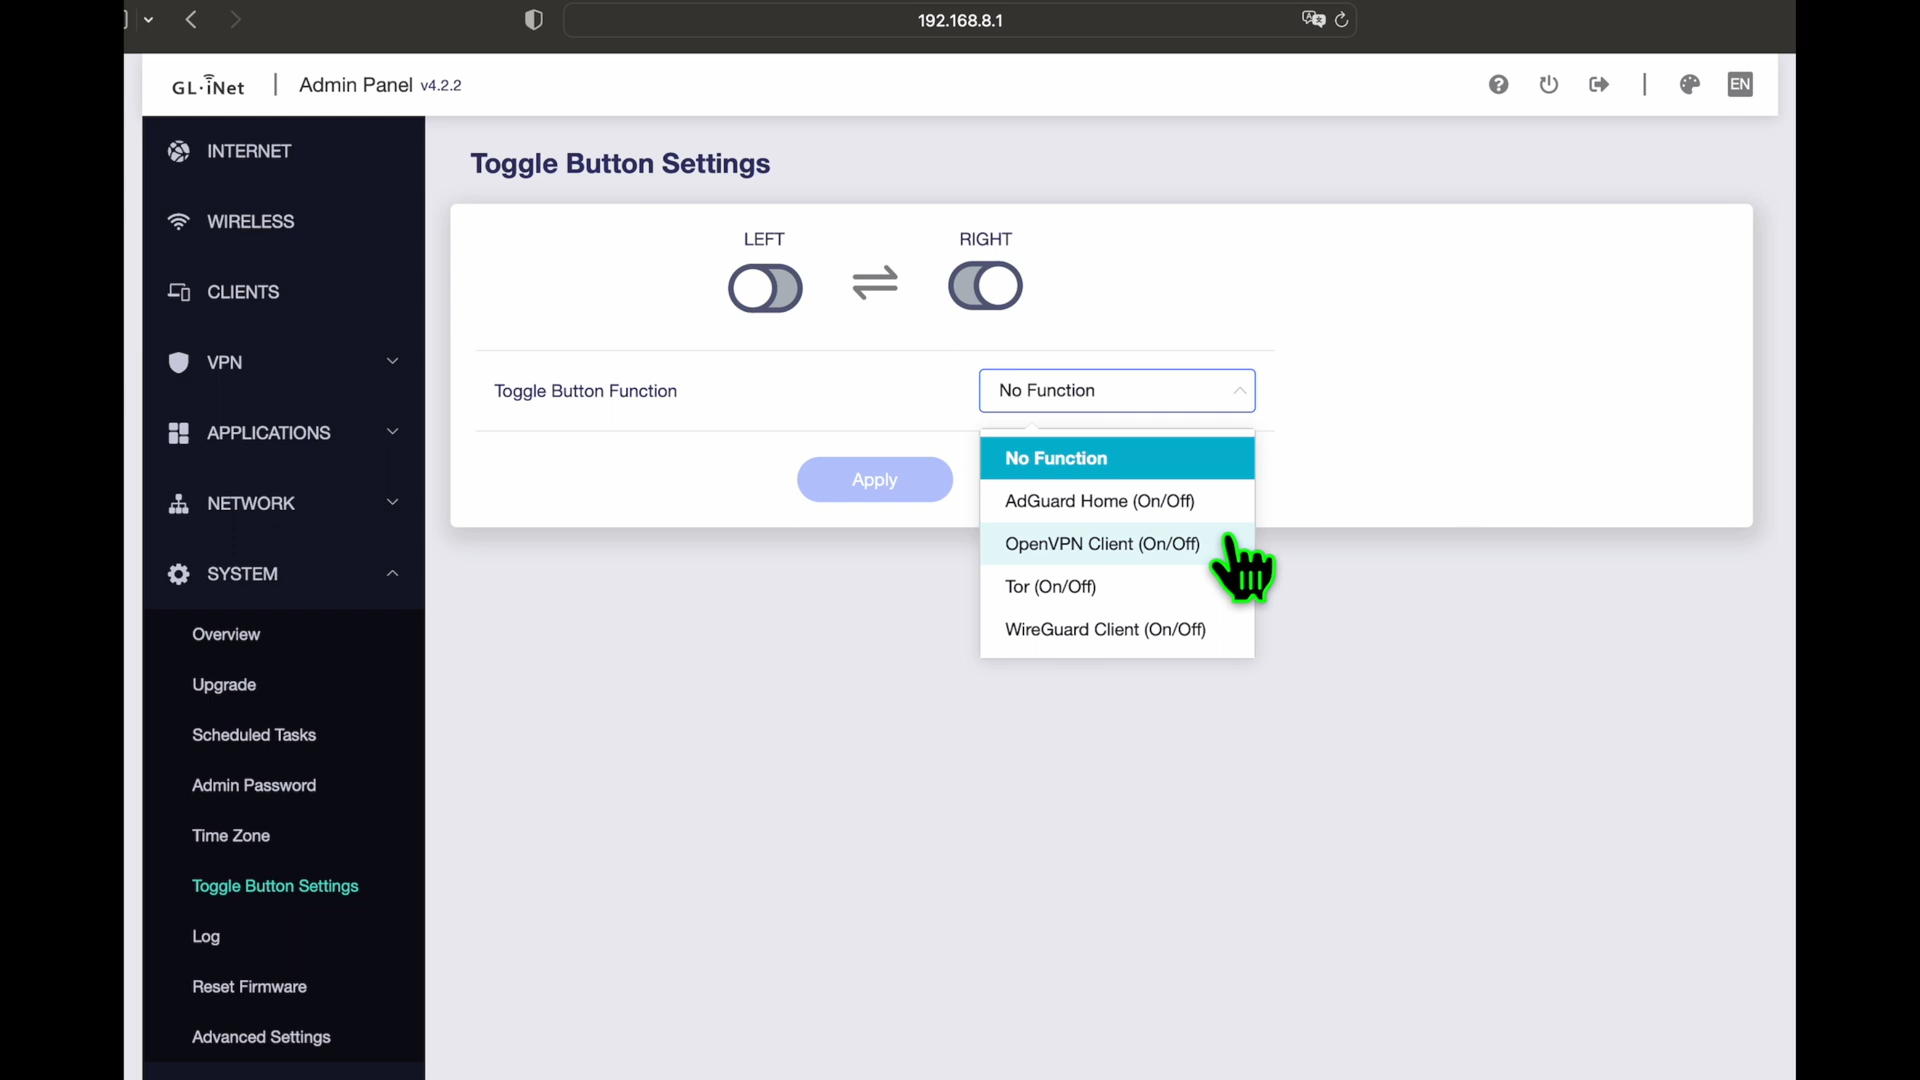 192.168.8.1
GL·iNet | Admin Panel v4.2.2
EN
INTERNET
WIRELESS
CLIENTS
VPN
APPLICATIONS
NETWORK
SYSTEM
Overview
Upgrade
Scheduled Tasks
Admin Password
Time Zone
Toggle Button Settings
Log
Reset Firmware
Advanced Settings
Toggle Button Settings
LEFT
RIGHT
Toggle Button Function
No Function
No Function
AdGuard Home (On/Off)
OpenVPN Client (On/Off)
Tor (On/Off)
WireGuard Client (On/Off)
Apply